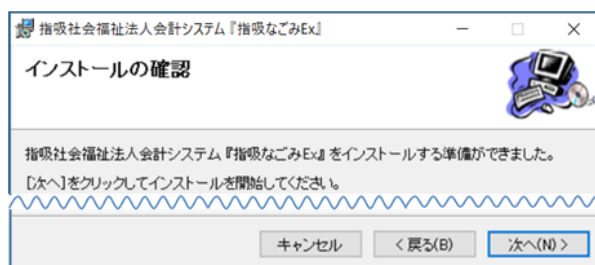 指吸社会福祉法人会計システム『指吸なごみEx』
インストールの確認
指吸社会福祉法人会計システム『指吸なごみEx』をインストールする準備ができました。
[次へ]をクリックしてインストールを開始してください。
キャンセル
< 戻る(B)
次へ(N) >